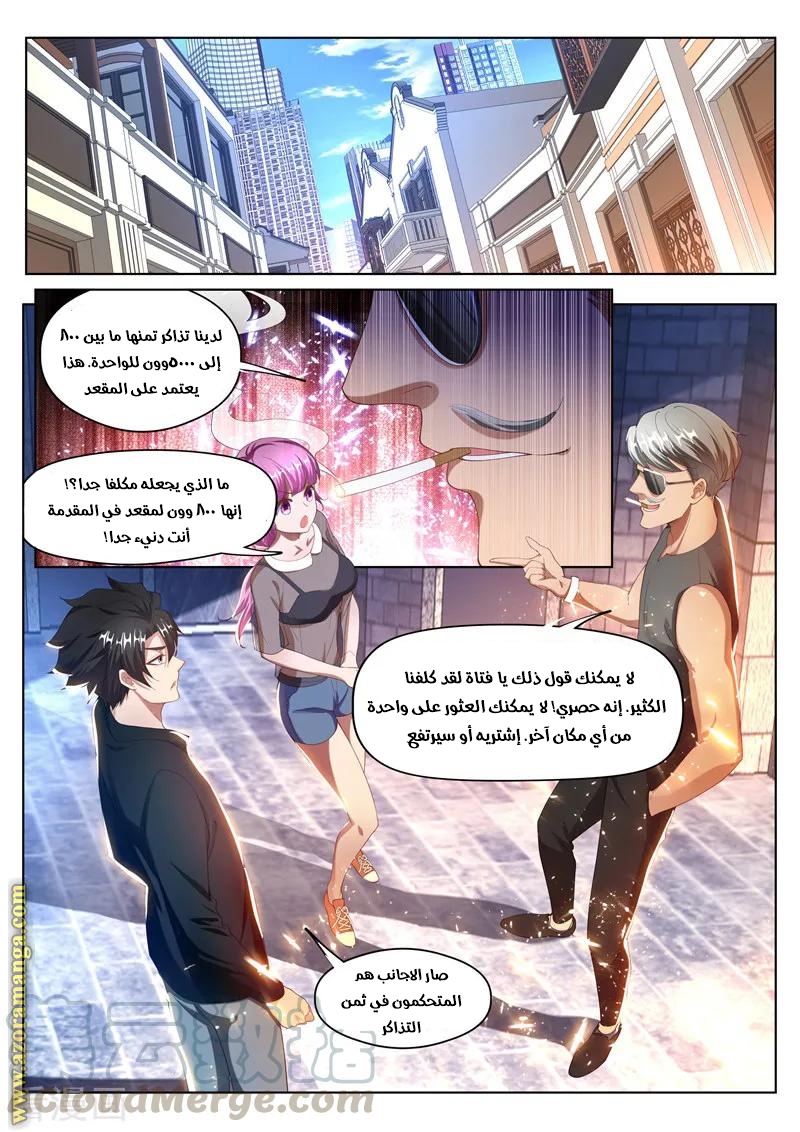 لدينا تذاكر تمنها ما بين ٨٠٠
إلى ٥٠٠٠وون للواحدة. هذا
يعتمد على المقعد
ما الذي يجعله مكلفا جدا؟!
إنها ٨٠٠ وون لمقعد في المقدمة
أنت دنيء جدا!
لا يمكنك قول ذلك يا فتاة لقد كلفنا
الكثير. إنه حصري! لا يمكنك العثور على واحدة
من أي مكان آخر. إشتريه أو سيرتفع
صار الاجانب هم
المتحكمون في ثمن
التذاكر
www.azoramanga.com
acloudMerge.com